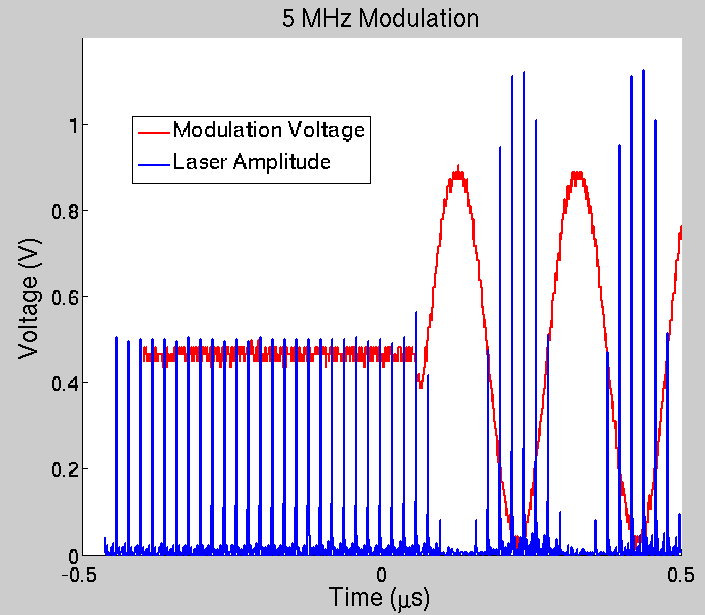 5 MHz Modulation
Modulation Voltage
Laser Amplitude
Voltage (V)
1
0.8
0.6
0.4
0.2
0
-0.5
0
0.5
Time (μs)